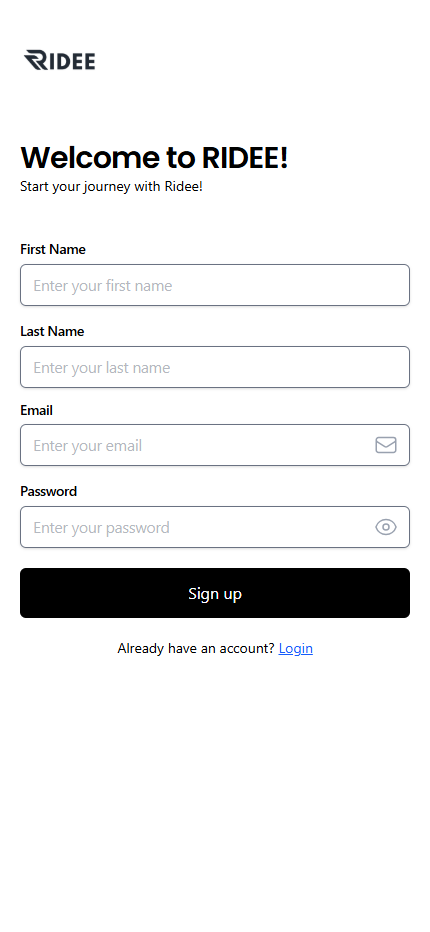 RIDEE
Welcome to RIDEE!
Start your journey with Ridee!
First Name
Enter your first name
Last Name
Enter your last name
Email
Enter your email
Password
Enter your password
Sign up
Already have an account? Login